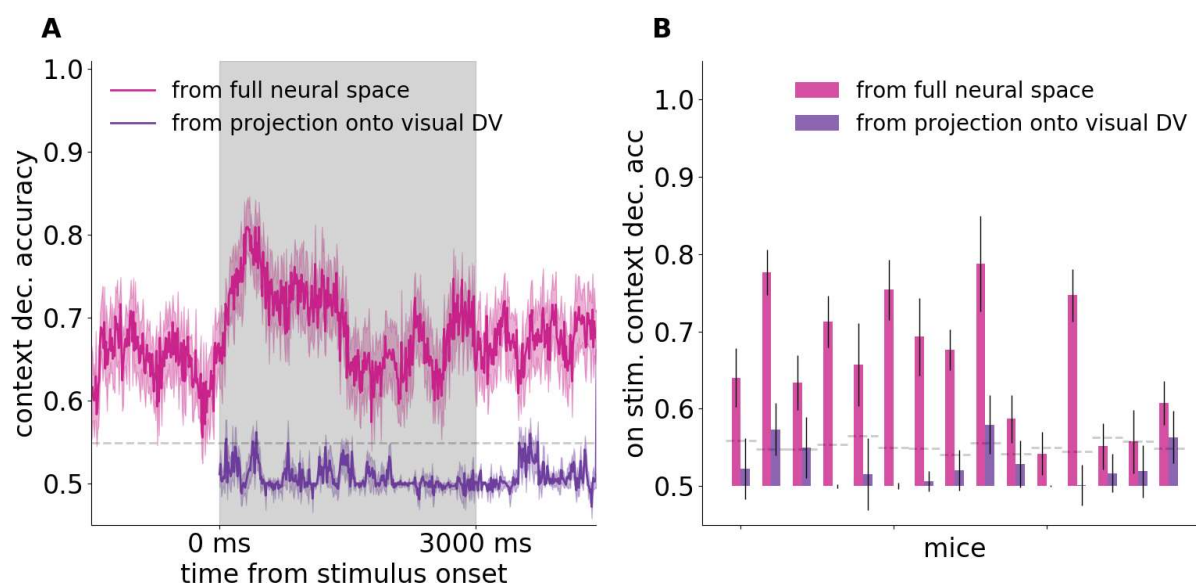 A
from full neural space
from projection onto visual DV
context dec. accuracy
1.0
0.9
0.8
0.7
0.6
0.5
0 ms
3000 ms
time from stimulus onset
B
from full neural space
from projection onto visual DV
on stim. context dec. acc
1.0
0.9
0.8
0.7
0.6
0.5
mice